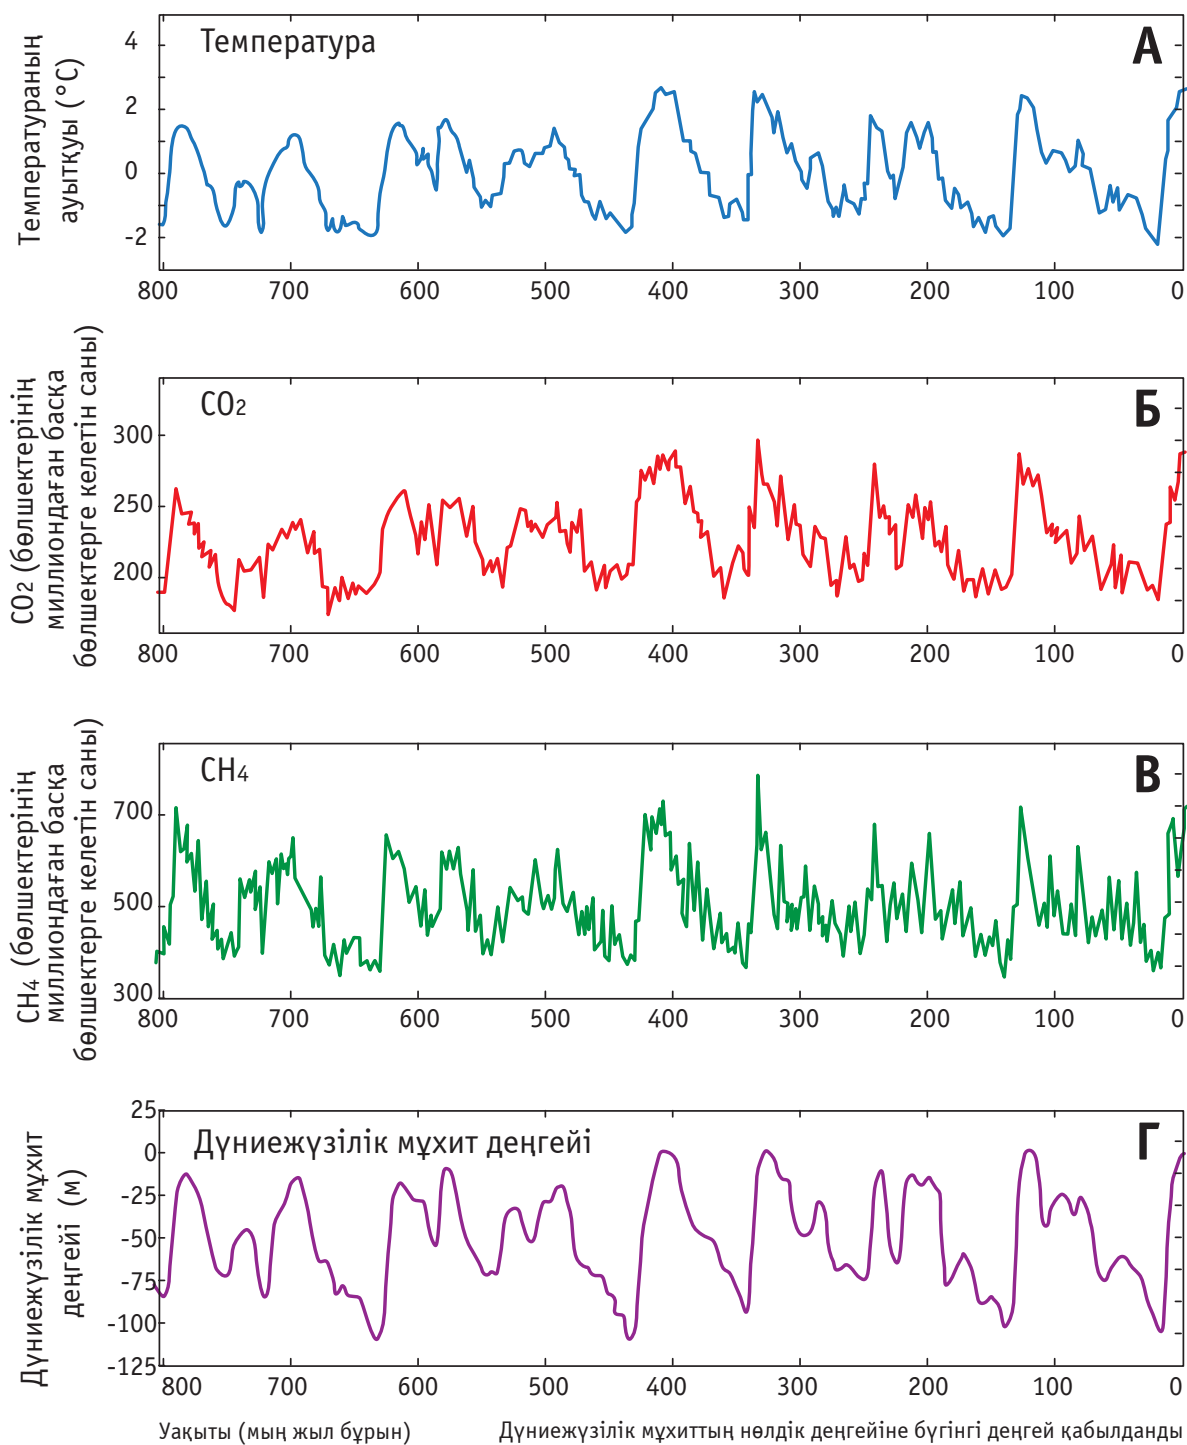 Температураның
ауытқуы (°С)
4
2
0
-2
Температура
А
800 700 600 500 400 300 200 100 0
СО2 (бөлшектерінің
миллиондаған басқа
бөлшектерге келетін саны)
300
250
200
СО2
Б
800 700 600 500 400 300 200 100 0
СН4 (бөлшектерінің
миллиондаған басқа
бөлшектерге келетін саны)
700
500
300
СН4
В
800 700 600 500 400 300 200 100 0
Дүниежүзілік мұхит
деңгейі (м)
25
0
-25
-50
-75
-100
-125
Дүниежүзілік мұхит деңгейі
Г
800 700 600 500 400 300 200 100 0
Уақыты (мың жыл бұрын)
Дүниежүзілік мұхиттың нөлдік деңгейіне бүгінгі деңгей қабылданды